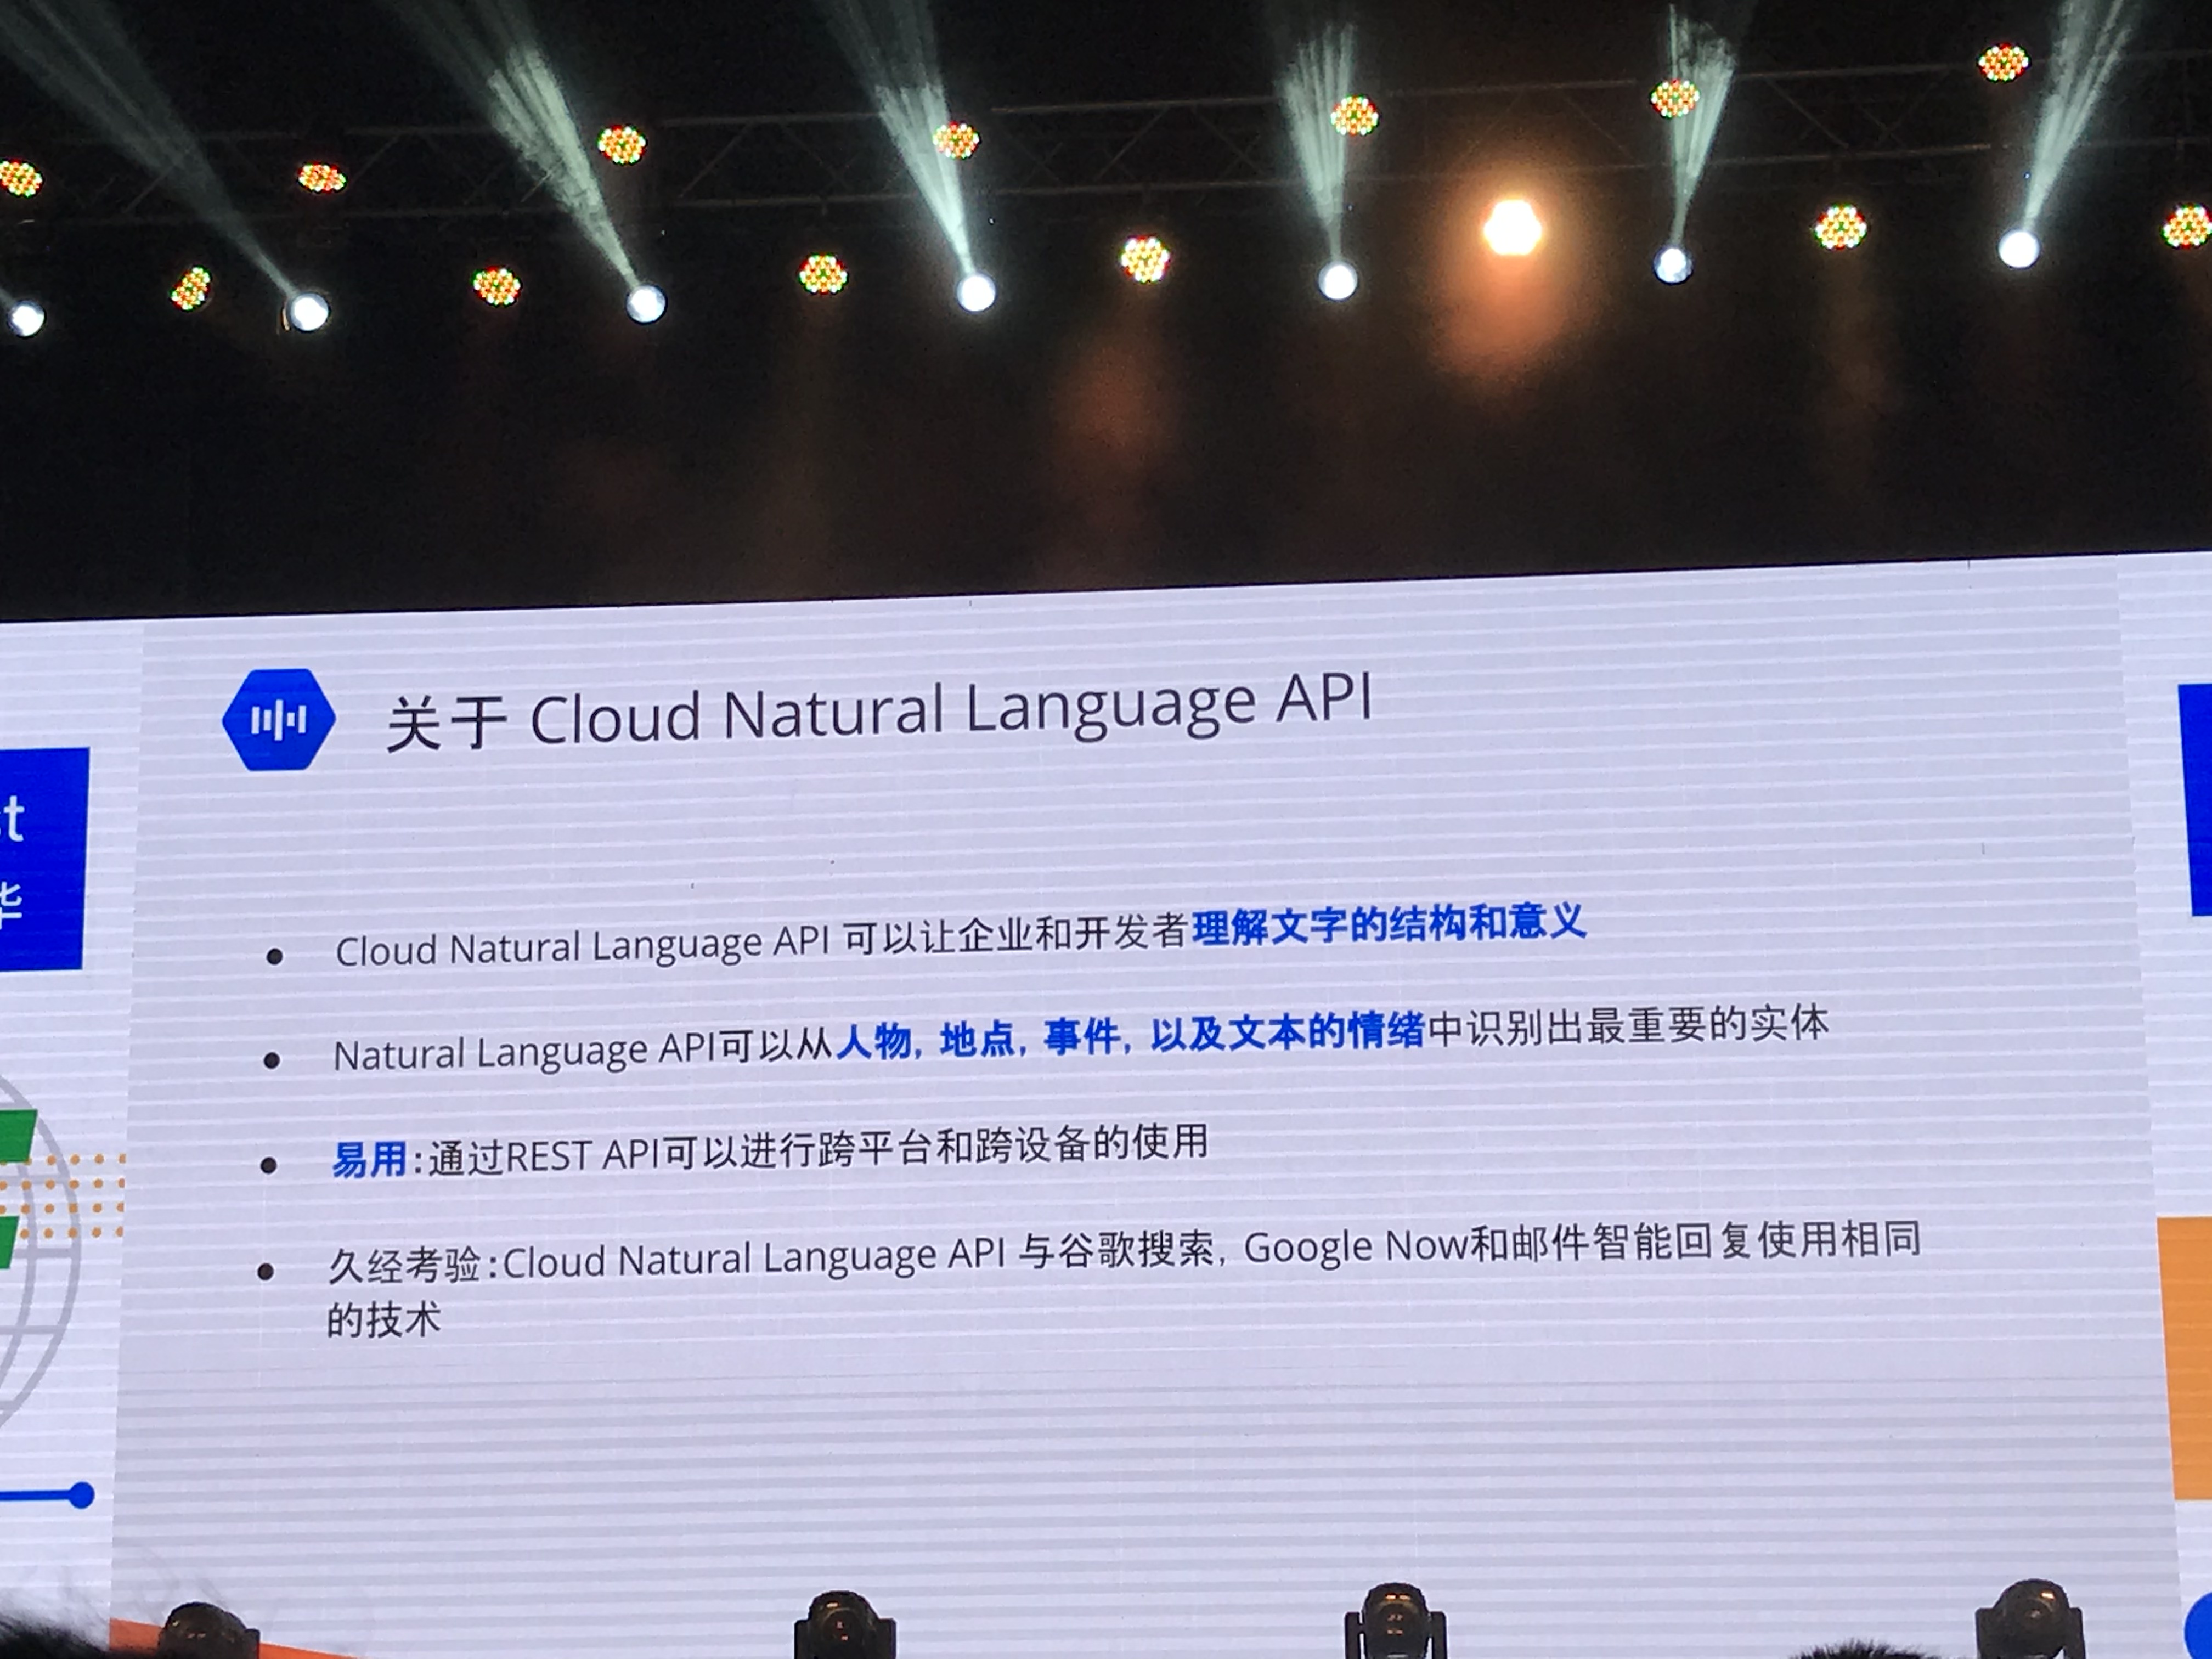 关于 Cloud Natural Language API
Cloud Natural Language API 可以让企业和开发者理解文字的结构和意义
Natural Language API可以从人物, 地点, 事件, 以及文本的情绪中识别出最重要的实体
易用:通过REST API可以进行跨平台和跨设备的使用
久经考验:Cloud Natural Language API 与谷歌搜索, Google Now和邮件智能回复使用相同
的技术